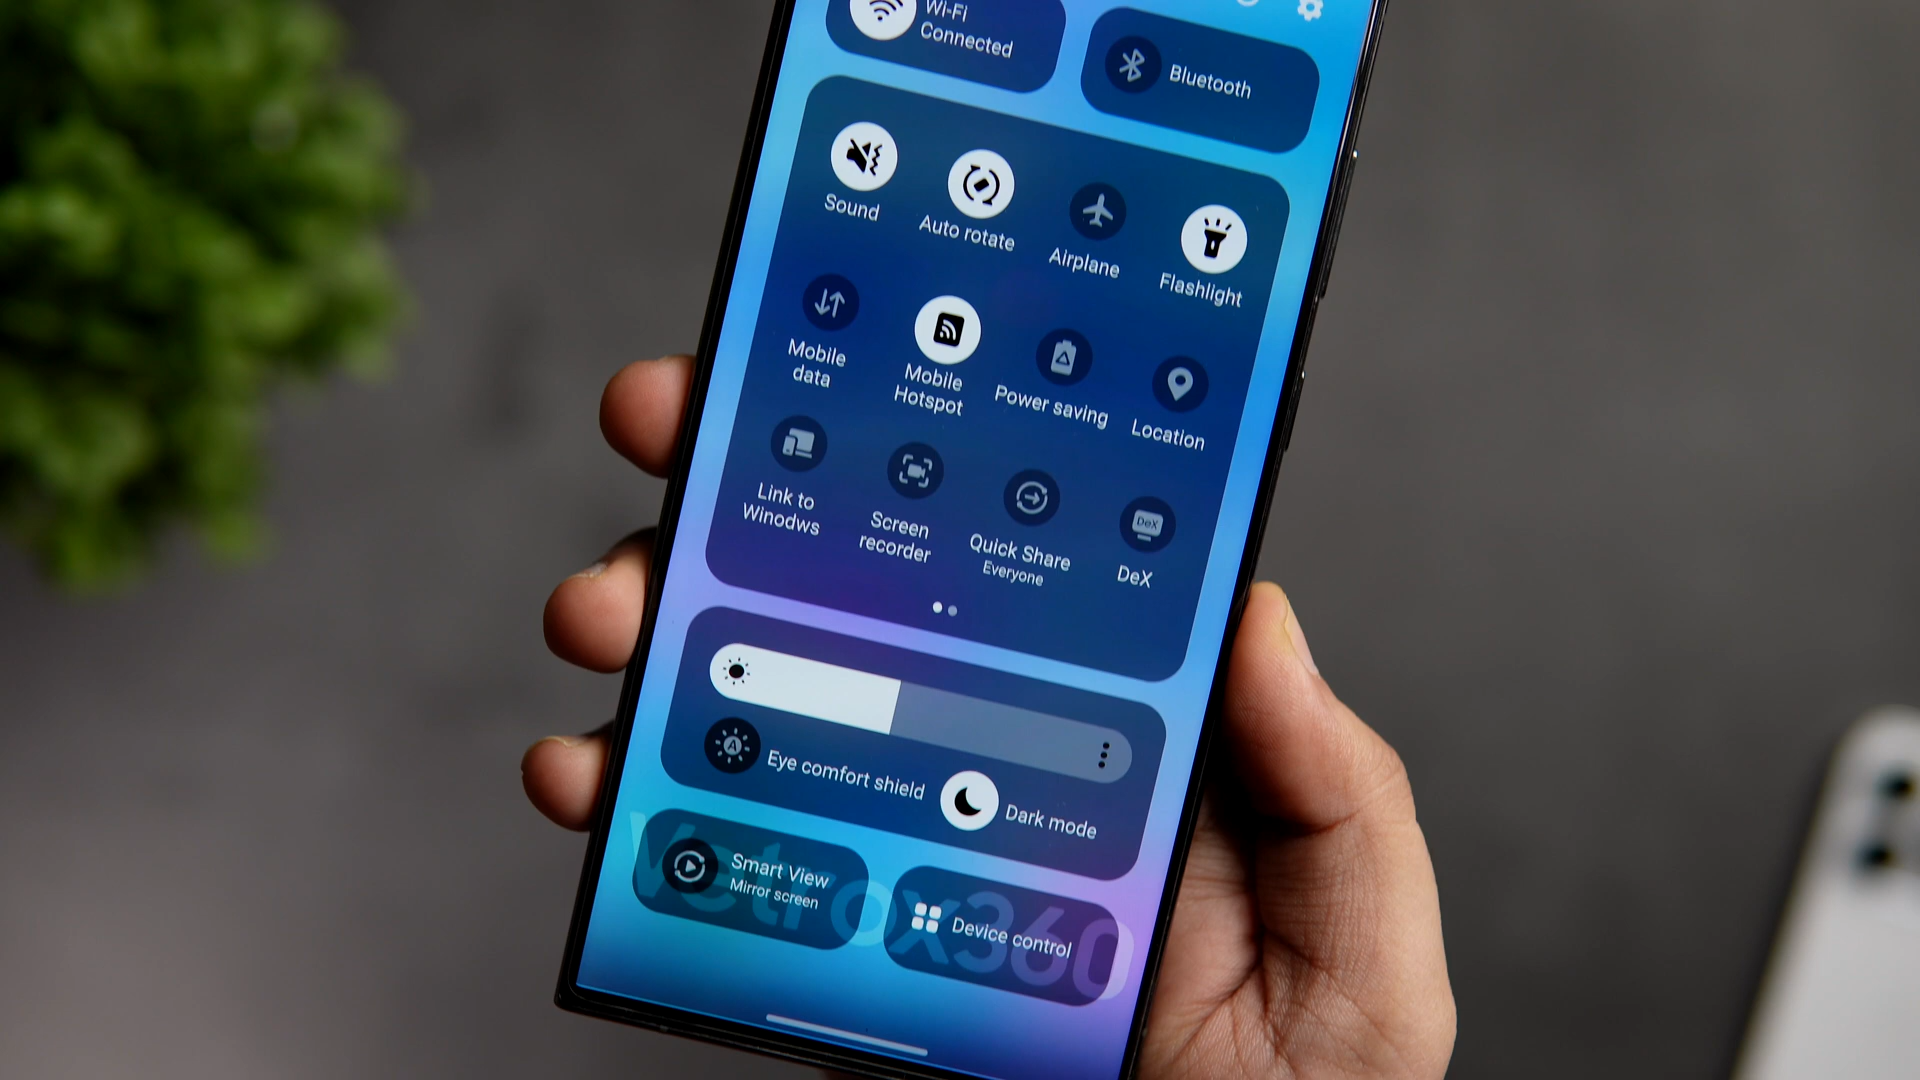 Wi-Fi
Connected
Bluetooth
Sound
Auto rotate
Airplane
Flashlight
Mobile
data
Mobile
Hotspot
Power saving
Location
Link to
Winodws
Screen
recorder
Quick Share
Everyone
DeX
DeX
A
Eye comfort shield
Dark mode
Smart View
Mirror screen
Device control
Vetrox360